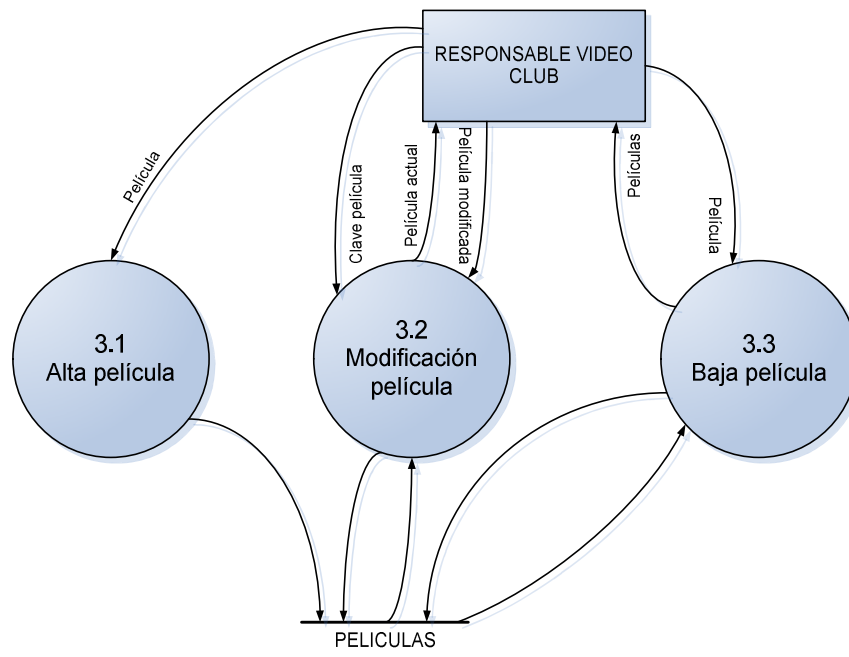 RESPONSABLE VIDEO
CLUB
Película
Clave película
Película actual
Película modificada
Películas
Película
3.1
Alta película
3.2
Modificación
película
3.3
Baja película
PELICULAS